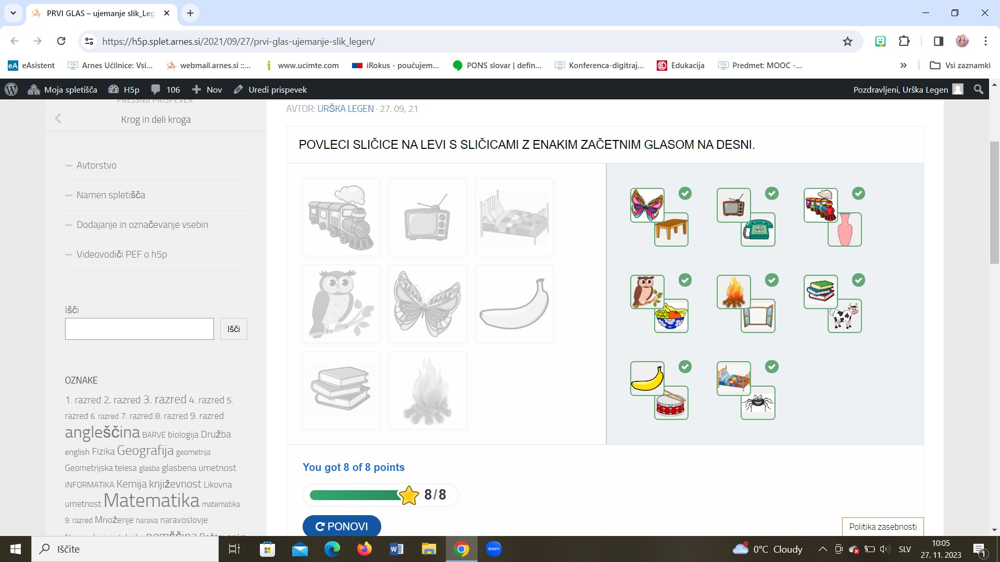 PRVI GLAS – ujemanje slik_Leg
https://h5p.splet.arnes.si/2021/09/27/prvi-glas-ujemanje-slik_legen/
eA eAsistent Arnes Učilnice: Vsi... webmail.arnes.si ::... www.ucimte.com iRokus - poučujem... PONS slovar | defin... Konferenca-digitraj... Edukacija Predmet: MOOC -... Vsi zaznamki
Moja spletišča H5p 106 Nov Uredi prispevek Pozdravljeni, Urška Legen
PREJŠNJI PRISPEVEK
Krog in deli kroga
Avtorstvo
Namen spletišča
Dodajanje in označevanje vsebin
Videovodiči PEF o h5p
Išči
Išči
OZNAKE
1. razred 2. razred 3. razred 4. razred 5.
razred 6. razred 7. razred 8. razred 9. razred
angleščina BARVE biologija Družba
english Fizika Geografija geometrija
Geometrijska telesa glasba glasbena umetnost
INFORMATIKA Kemija književnost Likovna
umetnost Matematika matematika
9. razred Množenje narava naravoslovje
AVTOR: URŠKA LEGEN · 27. 09, 21
POVLECI SLIČICE NA LEVI S SLIČICAMI Z ENAKIM ZAČETNIM GLASOM NA DESNI.
You got 8 of 8 points
8/8
PONOVI
Politika zasebnosti
Iščite
zoom
0°C Cloudy
SLV
10:05
27. 11. 2023
1